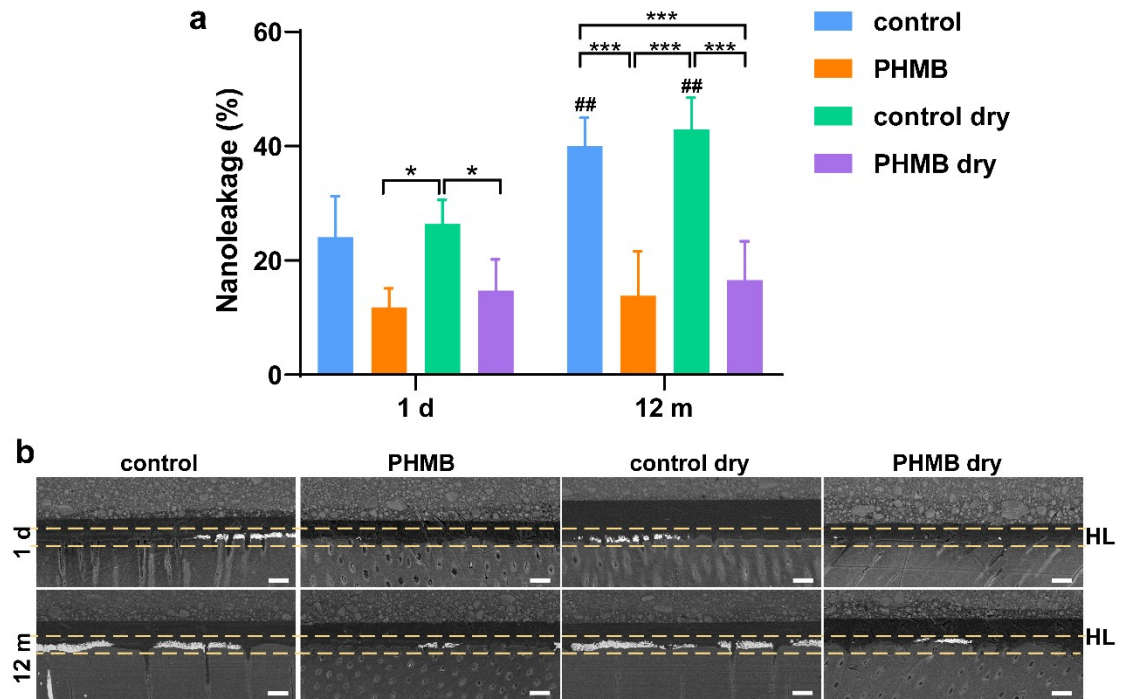 a
Nanoleakage (%)
60
40
20
0
* *
## ##
*** *** ***
***
1 d 12 m
control
PHMB
control dry
PHMB dry
b
control PHMB control dry PHMB dry
1 d HL
12 m HL